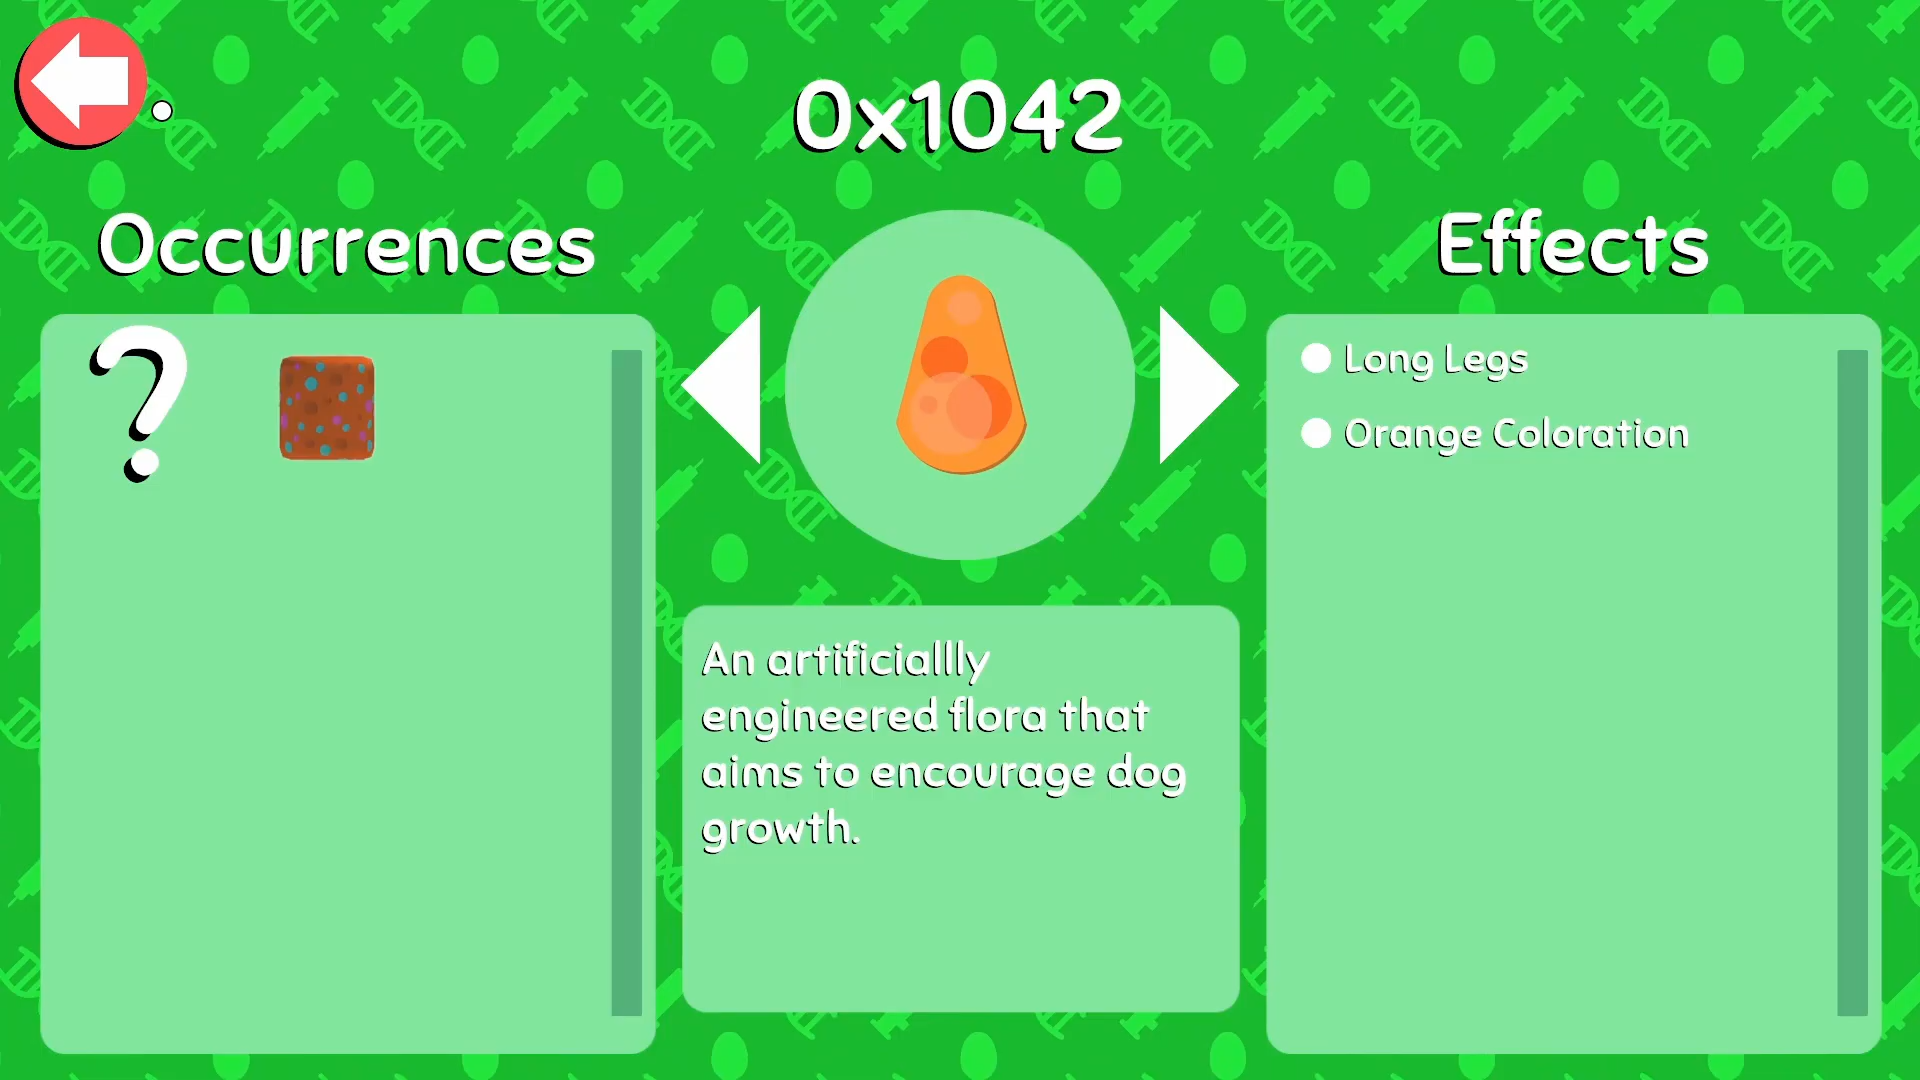 0x1042
Occurrences
?
Effects
Long Legs
Orange Coloration
An artificiallly
engineered flora that
aims to encourage dog
growth.